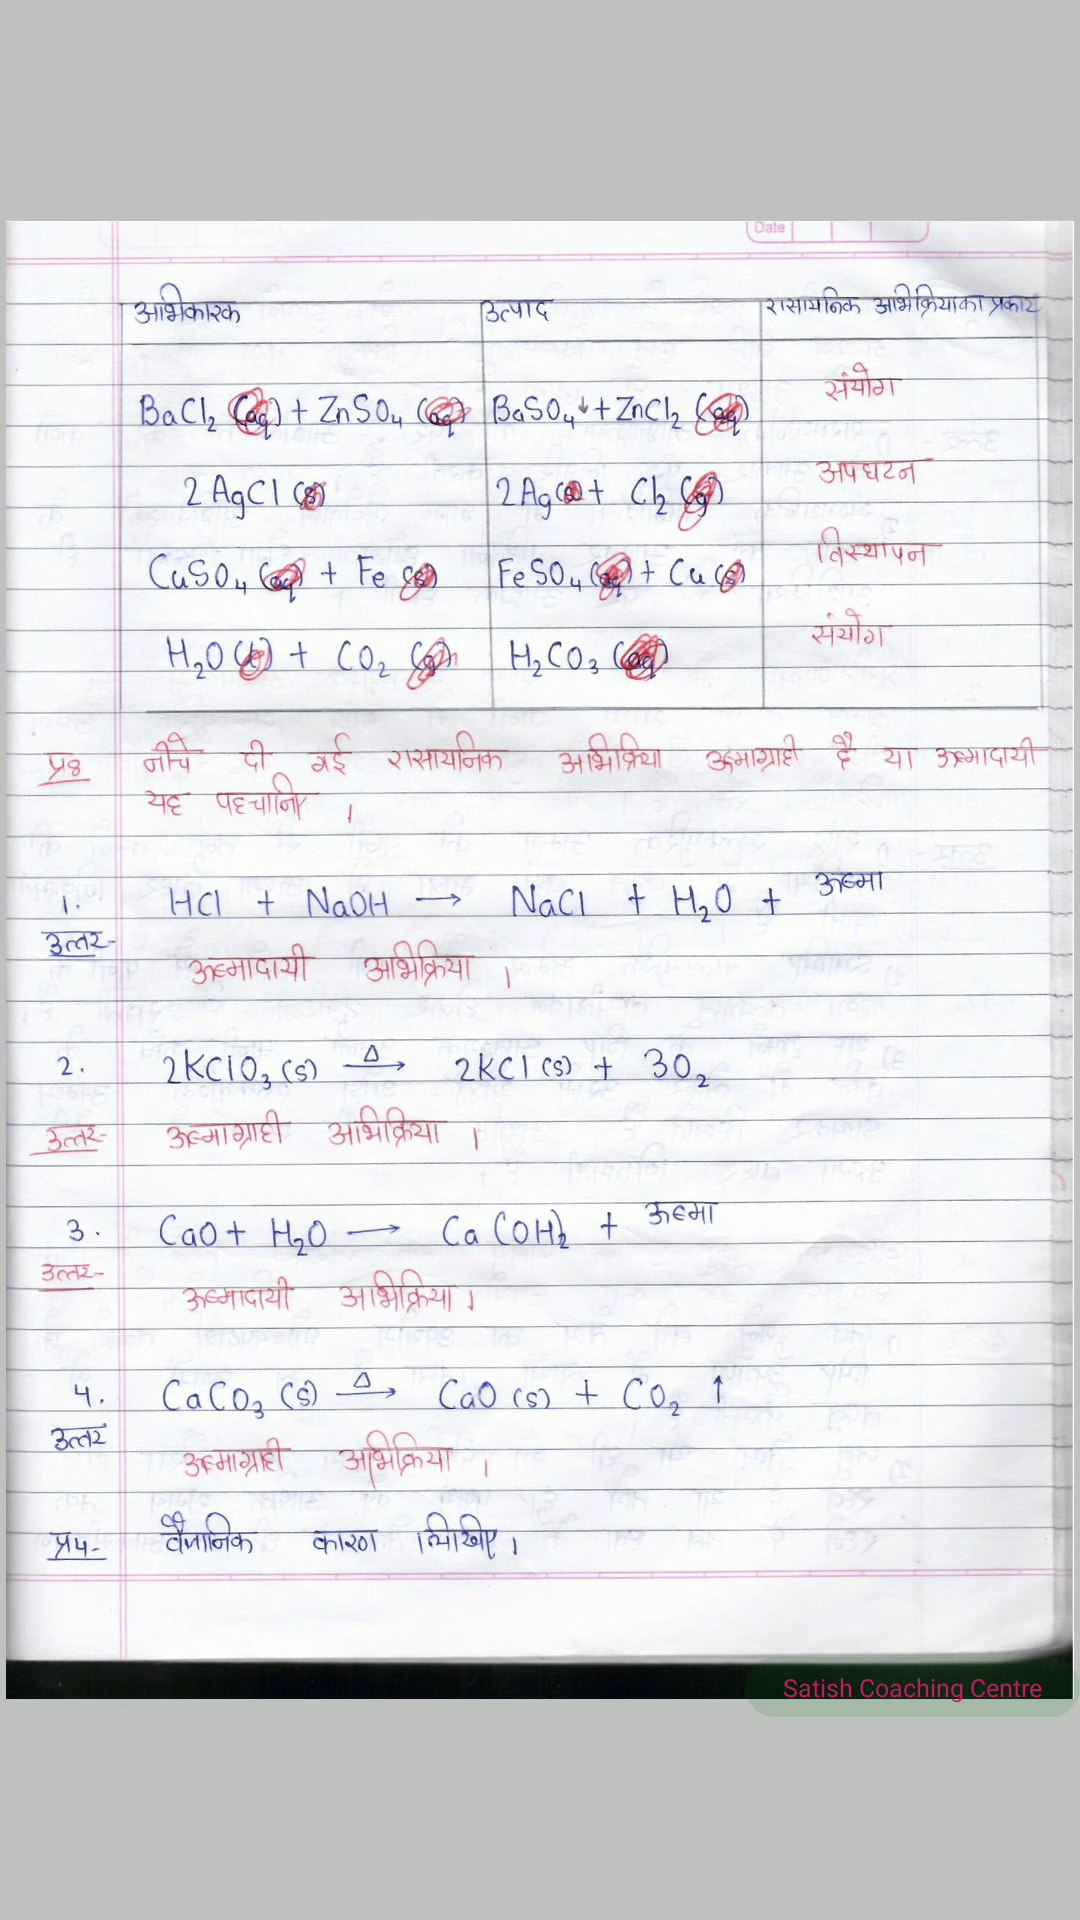 Date
अभिकारक उत्पाद रासायनिक अभिक्रिया का प्रकार
BaCl₂ (aq) + ZnSO₄ (aq) BaSO₄↓ + ZnCl₂ (aq) संयोग
2AgCl (s) 2Ag(s) + Cl₂ (g) अपघटन
CuSO₄ (aq) + Fe (s) FeSO₄ (aq) + Cu (s) विस्थापन
H₂O (l) + CO₂ (g) H₂CO₃ (aq) संयोग
प्र8 नीचे दी गई रासायनिक अभिक्रिया ऊष्माग्राही है या ऊष्मादायी
यह पहचानिए ।
1. HCl + NaOH → NaCl + H₂O + ऊष्मा
उत्तर-
ऊष्मादायी अभिक्रिया ।
2. 2KClO₃ (s) —Δ→ 2KCl (s) + 3O₂
उत्तर- ऊष्माग्राही अभिक्रिया ।
3. CaO + H₂O → Ca (OH)₂ + ऊष्मा
उत्तर-
ऊष्मादायी अभिक्रिया ।
4. CaCO₃ (s) —Δ→ CaO (s) + CO₂ ↑
उत्तर
ऊष्माग्राही अभिक्रिया ।
प्र५- वैज्ञानिक कारण लिखिए ।
Satish Coaching Centre